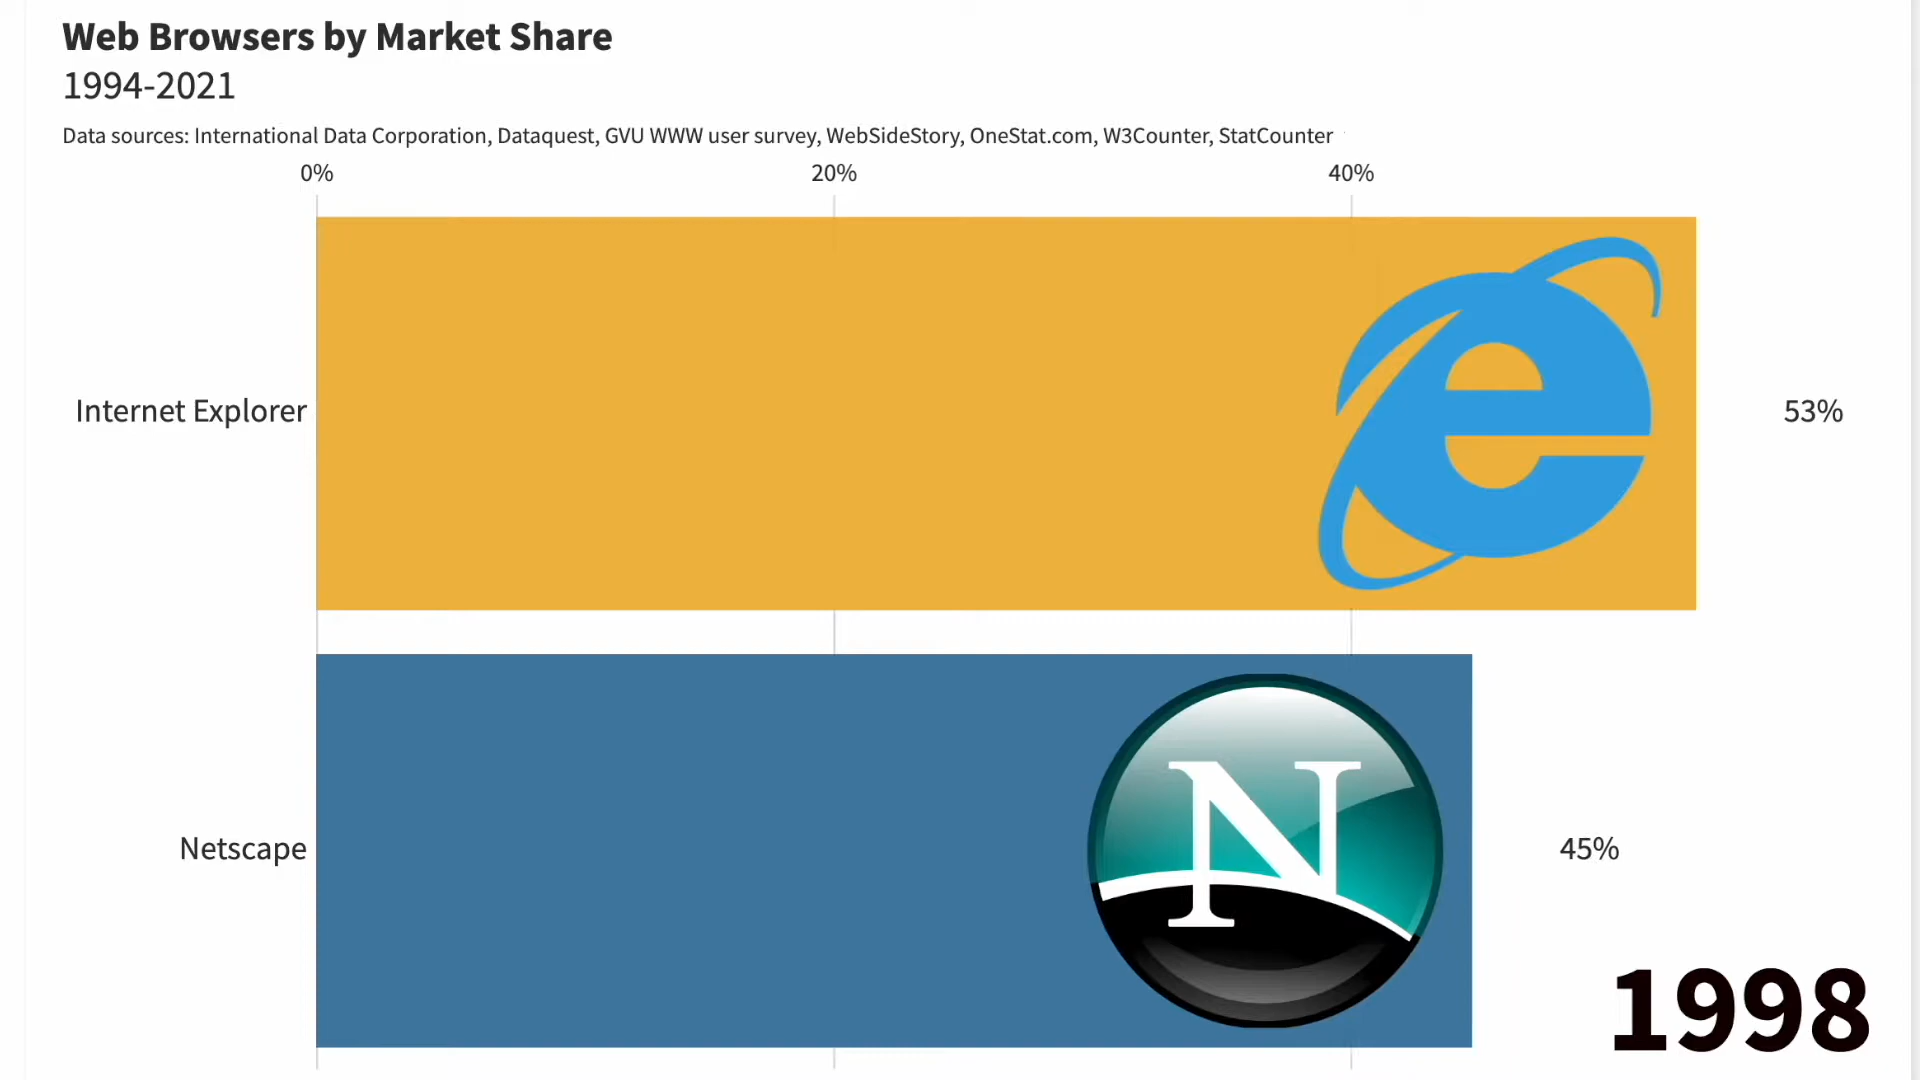 Web Browsers by Market Share
1994-2021
Data sources: International Data Corporation, Dataquest, GVU WWW user survey, WebSideStory, OneStat.com, W3Counter, StatCounter
0% 20% 40%
Internet Explorer 53%
Netscape N 45%
1998